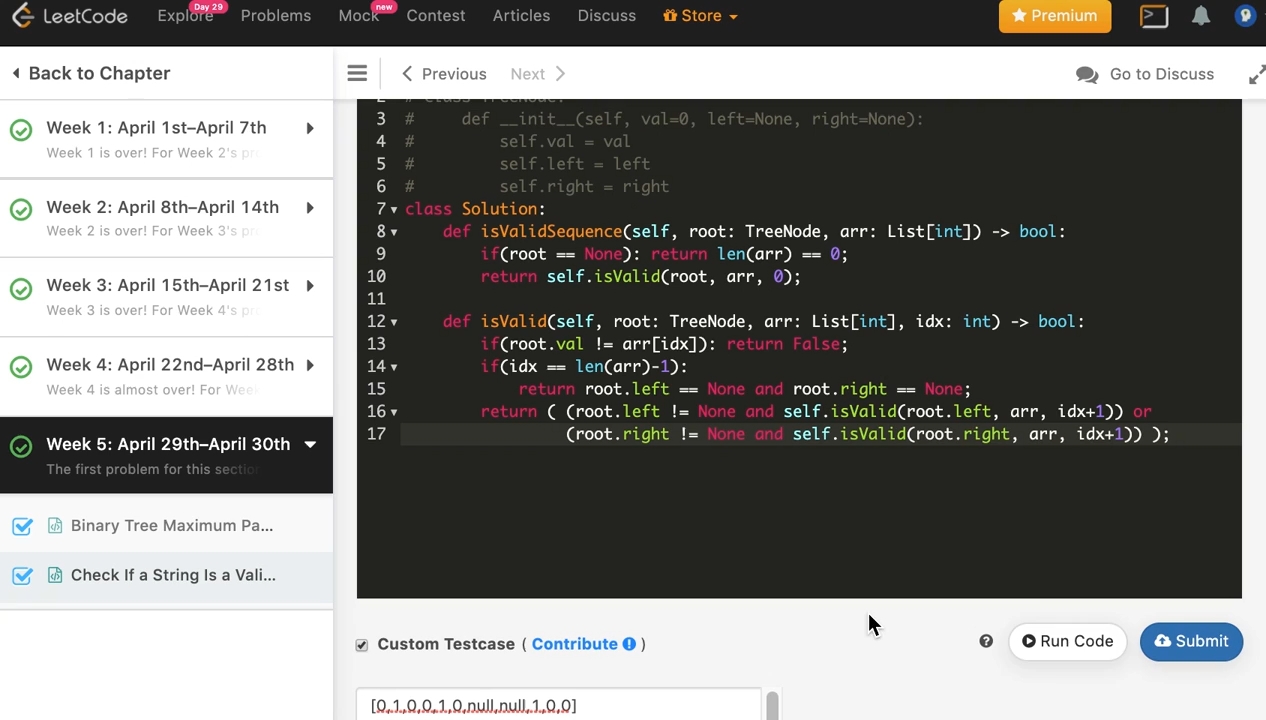 LeetCode Explore Day 29 Problems Mock new Contest Articles Discuss Store Premium
Back to Chapter
Previous Next Go to Discuss
Week 1: April 1st–April 7th
Week 1 is over! For Week 2's pr
Week 2: April 8th–April 14th
Week 2 is over! For Week 3's pr
Week 3: April 15th–April 21st
Week 3 is over! For Week 4's pr
Week 4: April 22nd–April 28th
Week 4 is almost over! For Wee
Week 5: April 29th–April 30th
The first problem for this sectio
Binary Tree Maximum Pa...
Check If a String Is a Vali...
2 # class TreeNode:
3 #     def __init__(self, val=0, left=None, right=None):
4 #         self.val = val
5 #         self.left = left
6 #         self.right = right
7 class Solution:
8     def isValidSequence(self, root: TreeNode, arr: List[int]) -> bool:
9         if(root == None): return len(arr) == 0;
10         return self.isValid(root, arr, 0);
11
12     def isValid(self, root: TreeNode, arr: List[int], idx: int) -> bool:
13         if(root.val != arr[idx]): return False;
14         if(idx == len(arr)-1):
15             return root.left == None and root.right == None;
16         return ( (root.left != None and self.isValid(root.left, arr, idx+1)) or
17                  (root.right != None and self.isValid(root.right, arr, idx+1)) );
Custom Testcase ( Contribute )
? Run Code Submit
[0,1,0,0,1,0,null,null,1,0,0]